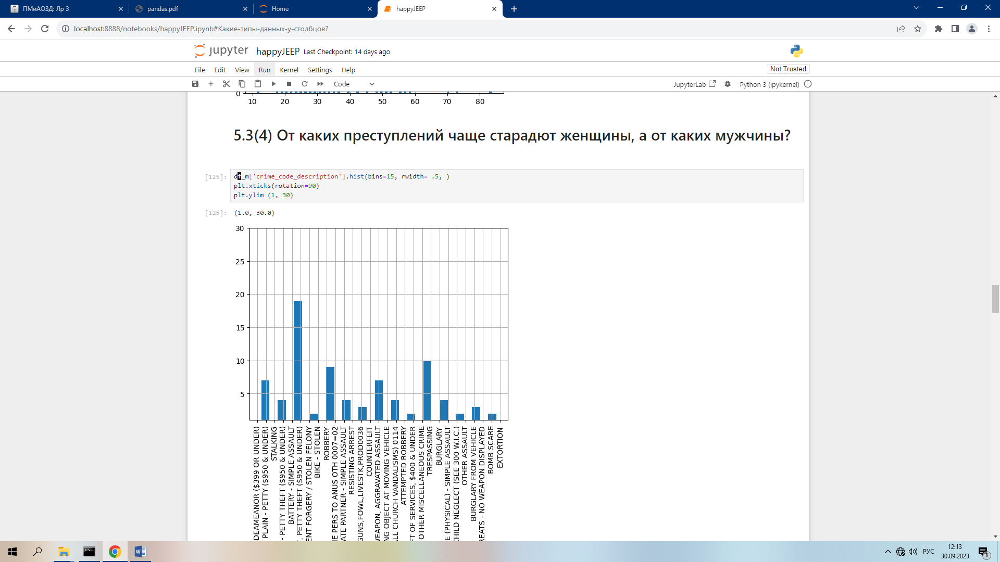 ПМиАОЗД: Лр 3
pandas.pdf
Home
happyJEEP
localhost:8888/notebooks/happyJEEP.ipynb#Какие-типы-данных-у-столбцов?
jupyter happyJEEP Last Checkpoint: 14 days ago
File Edit View Run Kernel Settings Help
Not Trusted
Code
JupyterLab
Python 3 (ipykernel)
0
10 20 30 40 50 60 70 80
5.3(4) От каких преступлений чаще старадют женщины, а от каких мужчины?
[125]:
df_m['crime_code_description'].hist(bins=15, rwidth= .5, )
plt.xticks(rotation=90)
plt.ylim (1, 30)
[125]: (1.0, 30.0)
30
25
20
15
10
5
DEAMEANOR ($399 OR UNDER)
PLAIN - PETTY ($950 & UNDER)
STALKING
- PETTY THEFT ($950 & UNDER)
BATTERY - SIMPLE ASSAULT
, PETTY THEFT ($950 & UNDER)
ENT FORGERY / STOLEN FELONY
BIKE - STOLEN
ROBBERY
IE PERS TO ANUS OTH 0007=02
ATE PARTNER - SIMPLE ASSAULT
RESISTING ARREST
GUNS,FOWL,LIVESTK,PROD0036
COUNTERFEIT
WEAPON, AGGRAVATED ASSAULT
NG OBJECT AT MOVING VEHICLE
ALL CHURCH VANDALISMS) 0114
ATTEMPTED ROBBERY
FT OF SERVICES, $400 & UNDER
OTHER MISCELLANEOUS CRIME
TRESPASSING
BURGLARY
E (PHYSICAL) - SIMPLE ASSAULT
CHILD NEGLECT (SEE 300 W.I.C.)
OTHER ASSAULT
BURGLARY FROM VEHICLE
REATS - NO WEAPON DISPLAYED
BOMB SCARE
EXTORTION
РУС
12:13
30.09.2023
1